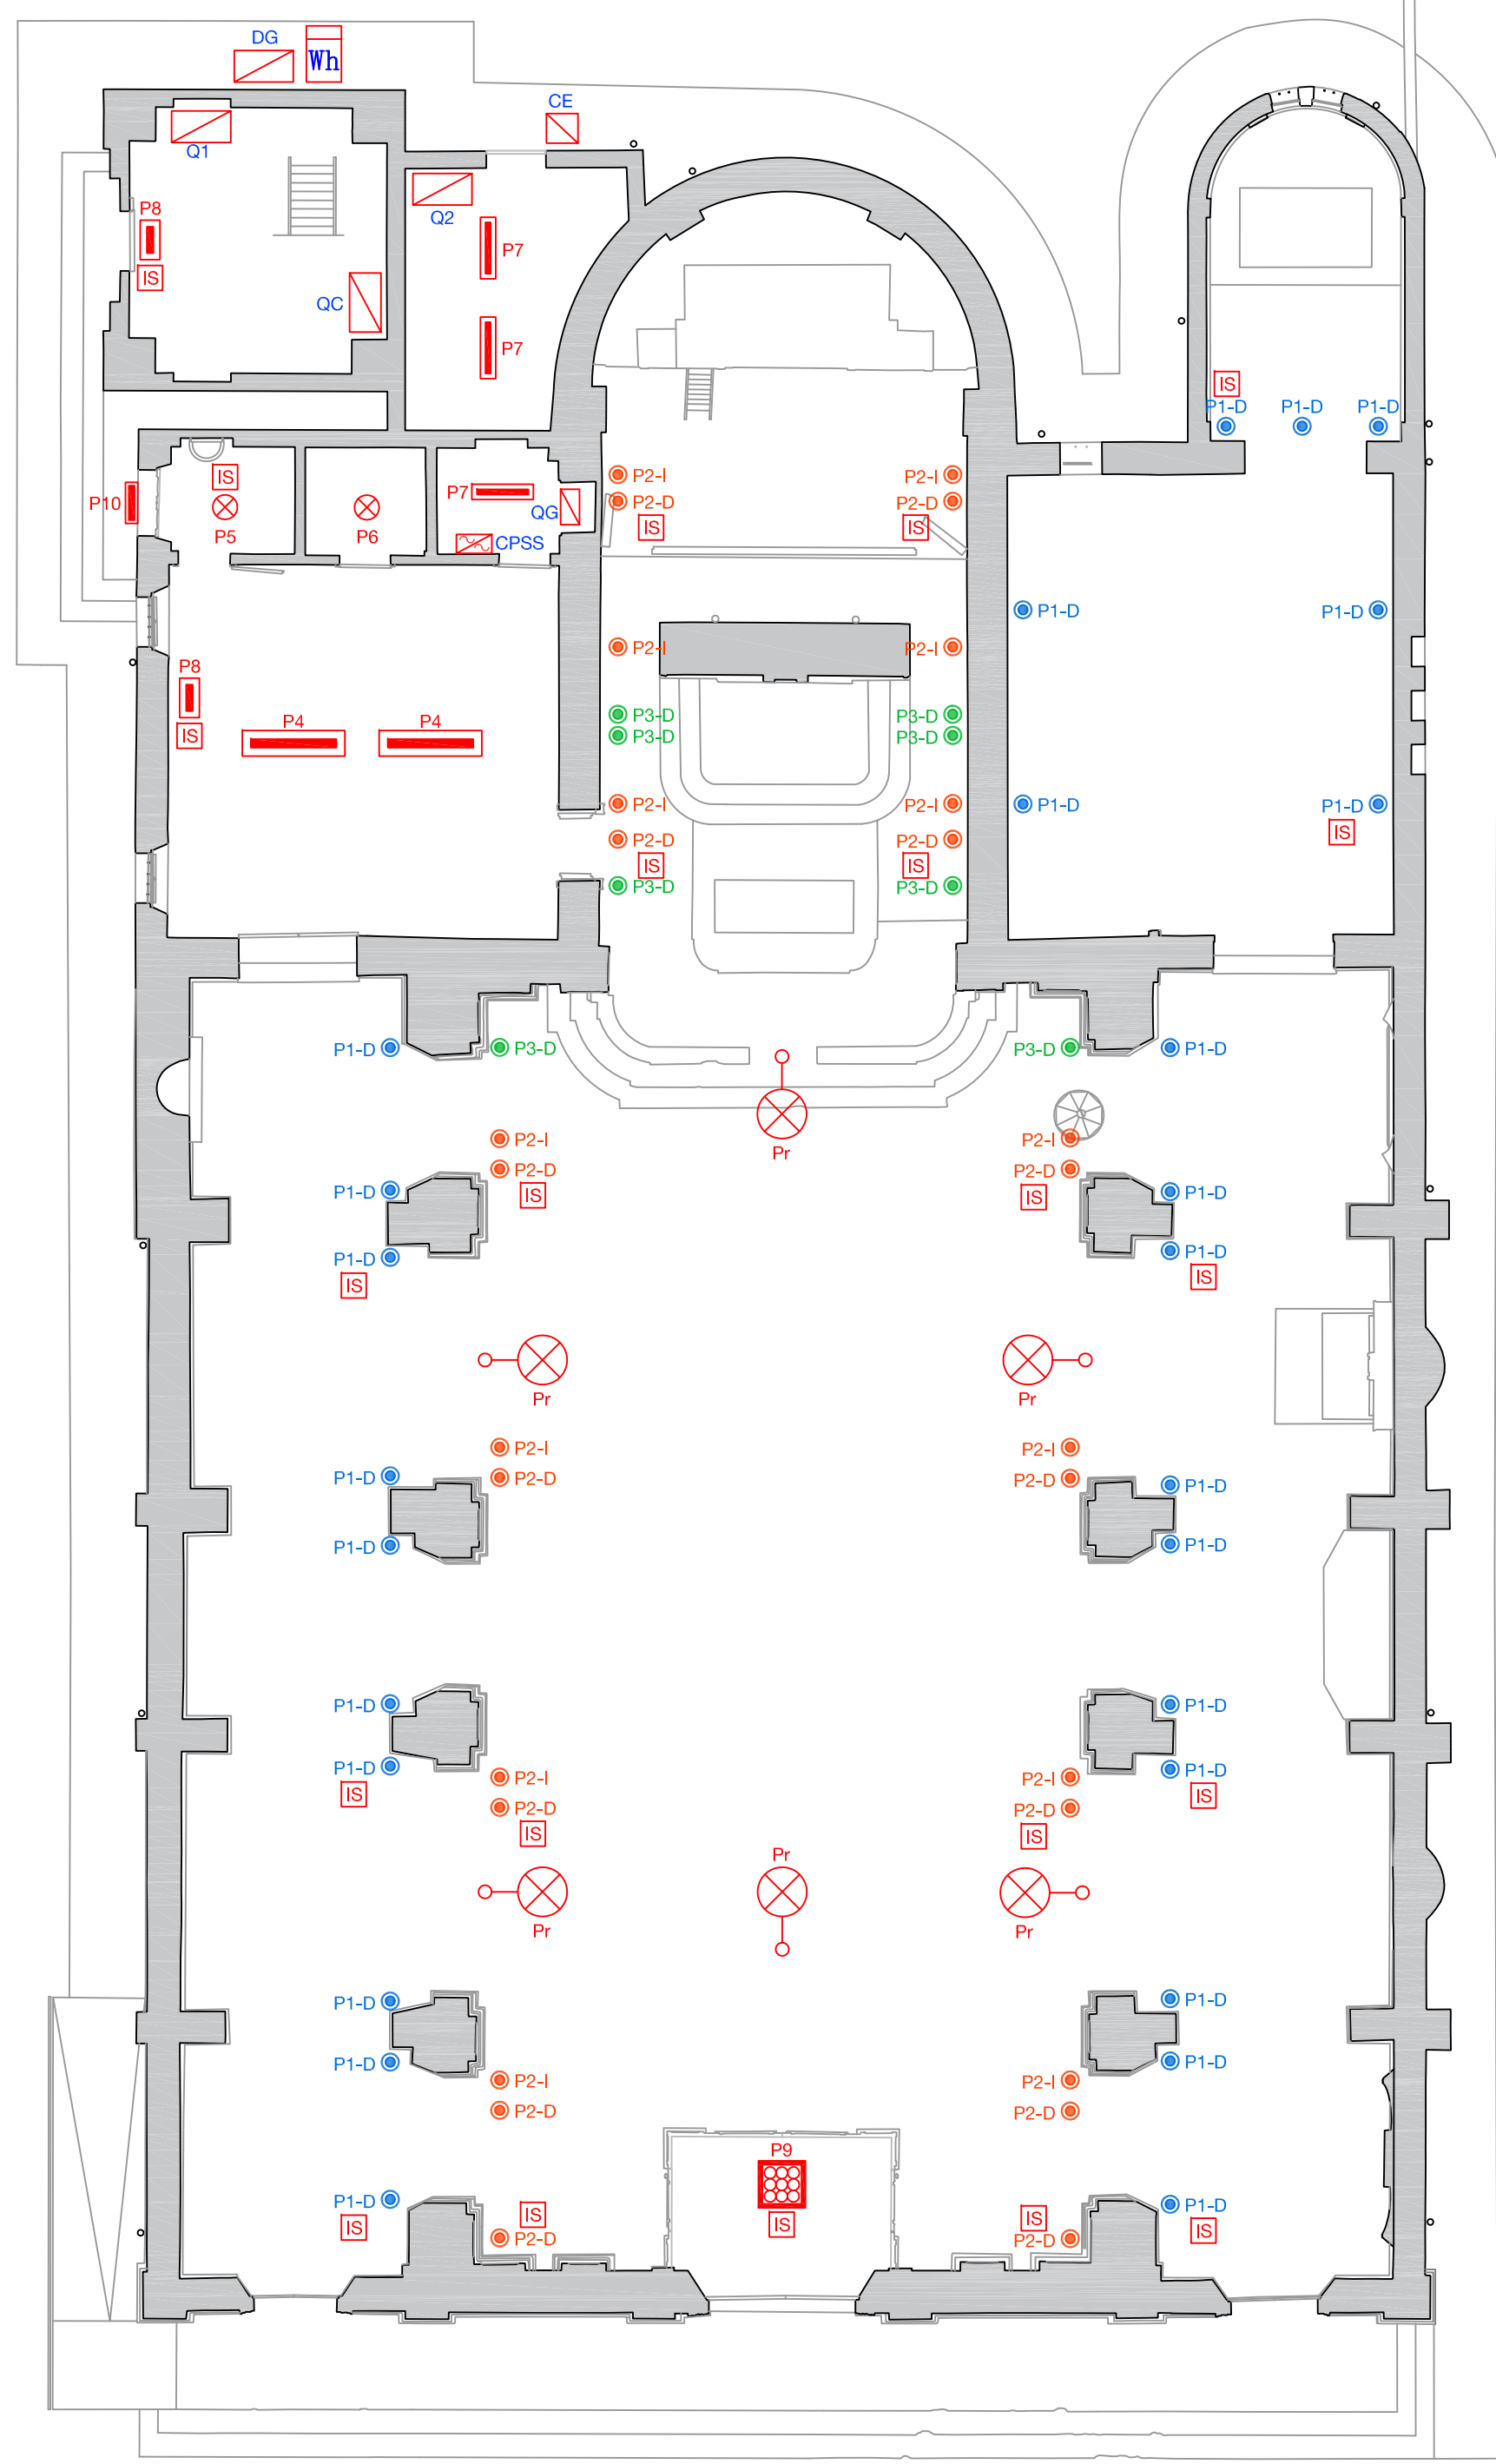 DG
Wh
CE
Q1
Q2
P8
IS
P7
QC
P7
IS
P1-D P1-D P1-D
P2-I P2-I
IS
P7
P10
P2-D P2-D
QG
IS IS
P5 P6
CPSS
P1-D P1-D
P2-I P2-I
P8
P3-D P3-D
P4 P4
IS
P3-D P3-D
P2-I P2-I
P1-D P1-D
IS
P2-D P2-D
IS IS
P3-D P3-D
P1-D P3-D P3-D P1-D
P2-I P2-I
Pr
P2-D P2-D
P1-D P1-D
IS IS
P1-D P1-D
IS IS
Pr Pr
P2-I P2-I
P1-D P2-D P2-D P1-D
P1-D P1-D
P1-D P1-D
P1-D P1-D
P2-I P2-I
IS IS
P2-D P2-D
IS IS
Pr
Pr Pr
P1-D P1-D
P1-D P1-D
P2-I P2-I
P2-D P2-D
P9
P1-D P1-D
IS IS
IS IS IS
P2-D P2-D